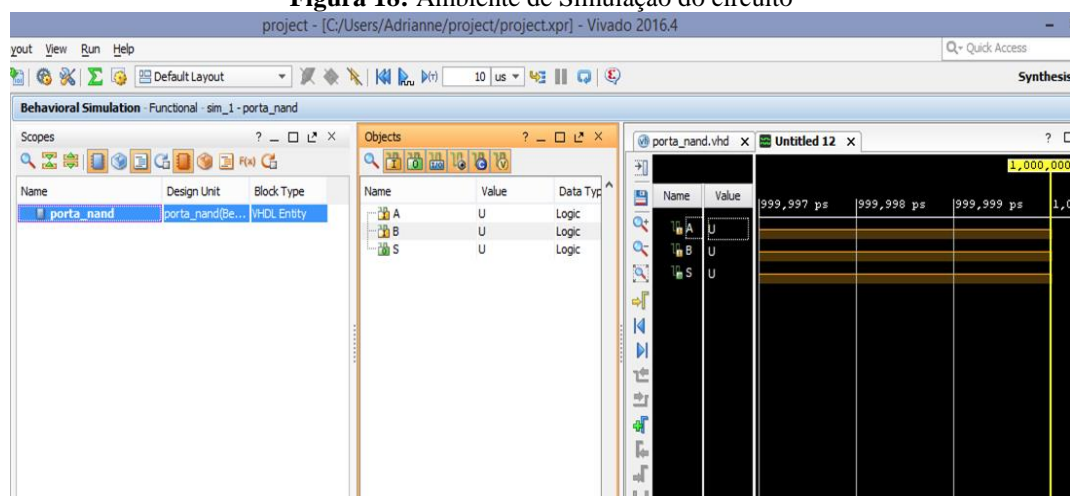 Figura 18: Ambiente de Simulação do circuito
project - [C:/Users/Adrianne/project/project.xpr] - Vivado 2016.4
yout View Run Help
Quick Access
Default Layout
10 us
Synthesis
Behavioral Simulation - Functional - sim_1 - porta_nand
Scopes
Name Design Unit Block Type
porta_nand porta_nand(Be... VHDL Entity
Objects
Name Value Data Typ
A U Logic
B U Logic
S U Logic
porta_nand.vhd Untitled 12
1,000,000
Name Value 999,997 ps 999,998 ps 999,999 ps 1,0
A U
B U
S U